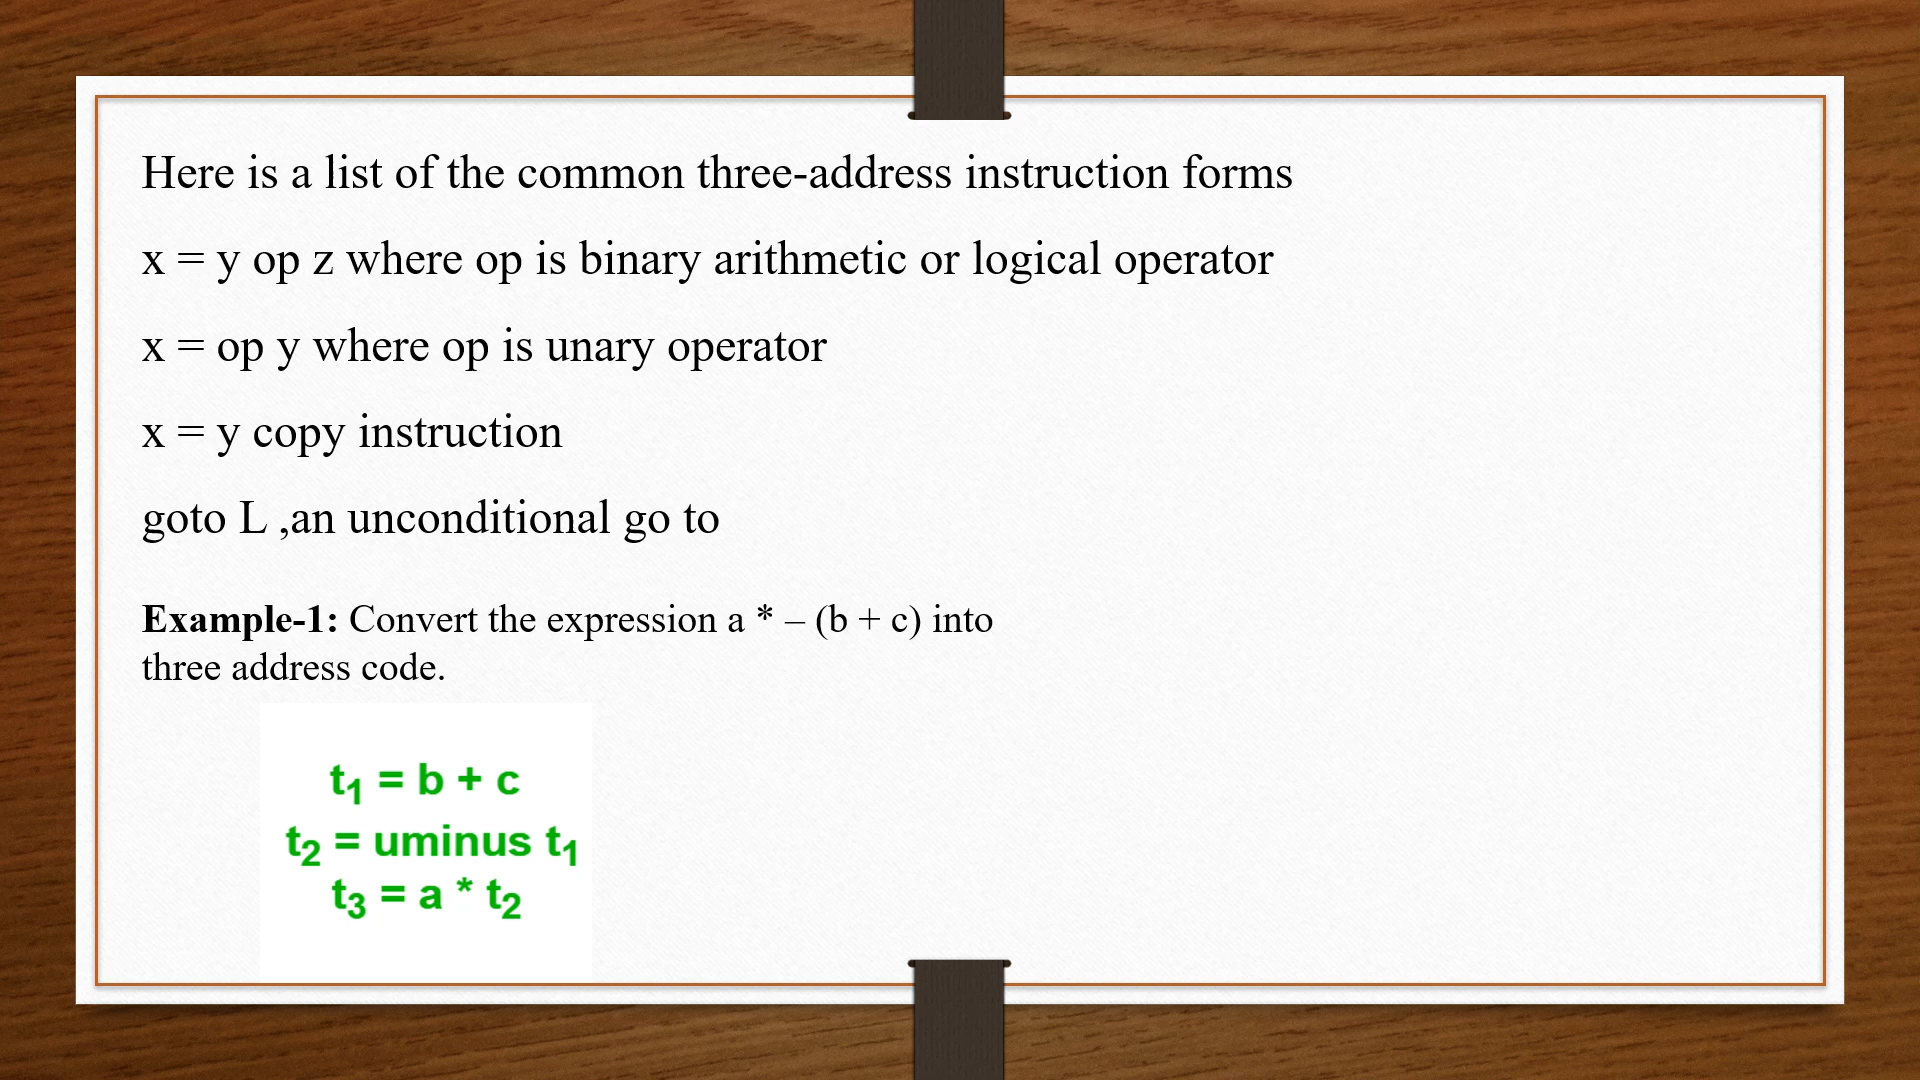 Here is a list of the common three-address instruction forms
x = y op z where op is binary arithmetic or logical operator
x = op y where op is unary operator
x = y copy instruction
goto L ,an unconditional go to
Example-1: Convert the expression a * – (b + c) into
three address code.
t1 = b + c
t2 = uminus t1
t3 = a * t2